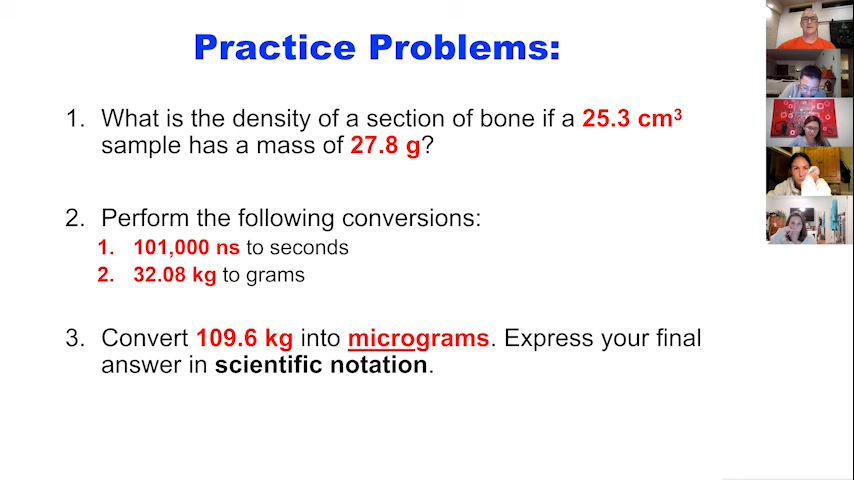 Practice Problems:
1. What is the density of a section of bone if a 25.3 cm³
sample has a mass of 27.8 g?
2. Perform the following conversions:
1. 101,000 ns to seconds
2. 32.08 kg to grams
3. Convert 109.6 kg into micrograms. Express your final
answer in scientific notation.